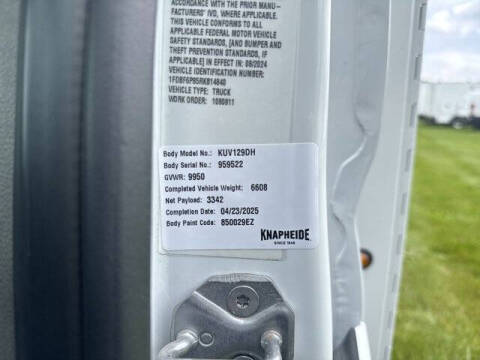 ACCORDANCE WITH THE PRIOR MANU-
FACTURERS' IVD, WHERE APPLICABLE.
THIS VEHICLE CONFORMS TO ALL
APPLICABLE FEDERAL MOTOR VEHICLE
SAFETY STANDARDS, [AND BUMPER AND
THEFT PREVENTION STANDARDS, IF
APPLICABLE] IN EFFECT IN: 08/2024
VEHICLE IDENTIFICATION NUMBER:
VEHICLE TYPE: TRUCK
WORK ORDER: 1080811
Body Model No.: KUV129DH
Body Serial No.: 959522
GVWR: 9950
Completed Vehicle Weight: 6608
Net Payload: 3342
Completion Date: 04/23/2025
Body Paint Code: 850029EZ
KNAPHEIDE
SINCE 1848